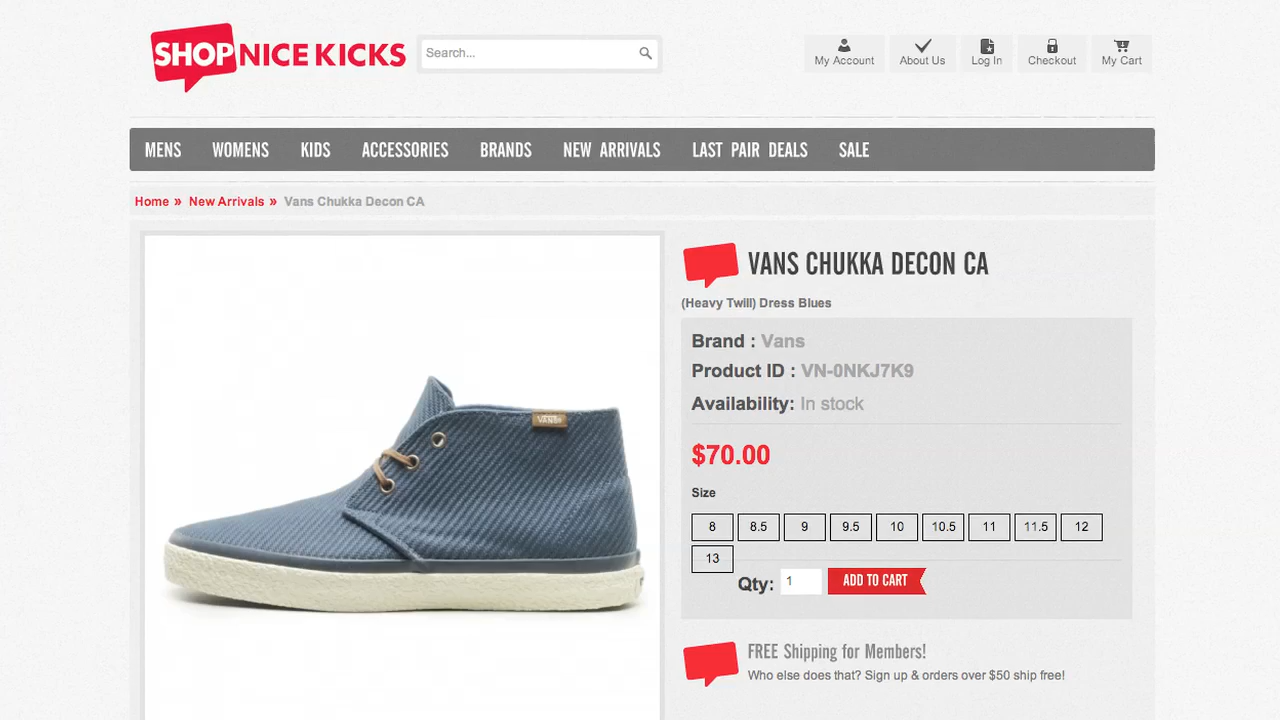 SHOP NICE KICKS
Search...
My Account
About Us
Log In
Checkout
My Cart
MENS WOMENS KIDS ACCESSORIES BRANDS NEW ARRIVALS LAST PAIR DEALS SALE
Home » New Arrivals » Vans Chukka Decon CA
VANS CHUKKA DECON CA
(Heavy Twill) Dress Blues
Brand : Vans
Product ID : VN-0NKJ7K9
Availability: In stock
$70.00
Size
8 8.5 9 9.5 10 10.5 11 11.5 12
13
Qty: 1 ADD TO CART
FREE Shipping for Members!
Who else does that? Sign up & orders over $50 ship free!
VANS